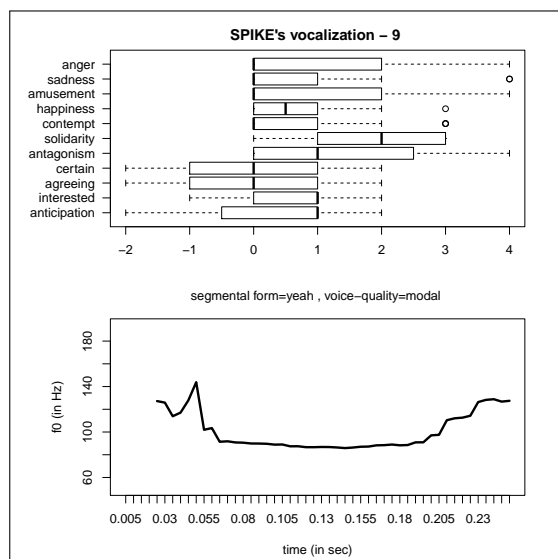 SPIKE's vocalization – 9
anger
sadness
amusement
happiness
contempt
solidarity
antagonism
certain
agreeing
interested
anticipation
−2 −1 0 1 2 3 4
segmental form=yeah , voice−quality=modal
f0 (in Hz)
180
140
100
60
0.005 0.03 0.055 0.08 0.105 0.13 0.155 0.18 0.205 0.23
time (in sec)